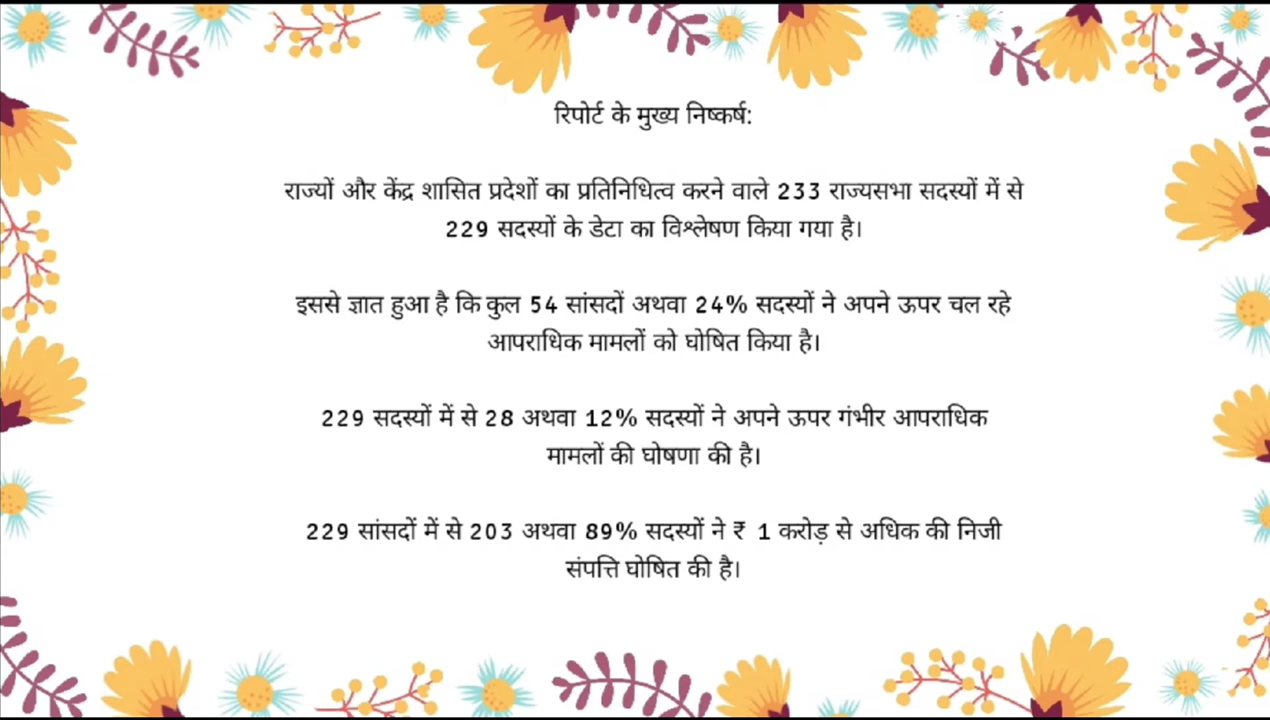 रिपोर्ट के मुख्य निष्कर्ष:
राज्यों और केंद्र शासित प्रदेशों का प्रतिनिधित्व करने वाले 233 राज्यसभा सदस्यों में से
229 सदस्यों के डेटा का विश्लेषण किया गया है।
इससे ज्ञात हुआ है कि कुल 54 सांसदों अथवा 24% सदस्यों ने अपने ऊपर चल रहे
आपराधिक मामलों को घोषित किया है।
229 सदस्यों में से 28 अथवा 12% सदस्यों ने अपने ऊपर गंभीर आपराधिक
मामलों की घोषणा की है।
229 सांसदों में से 203 अथवा 89% सदस्यों ने ₹ 1 करोड़ से अधिक की निजी
संपत्ति घोषित की है।